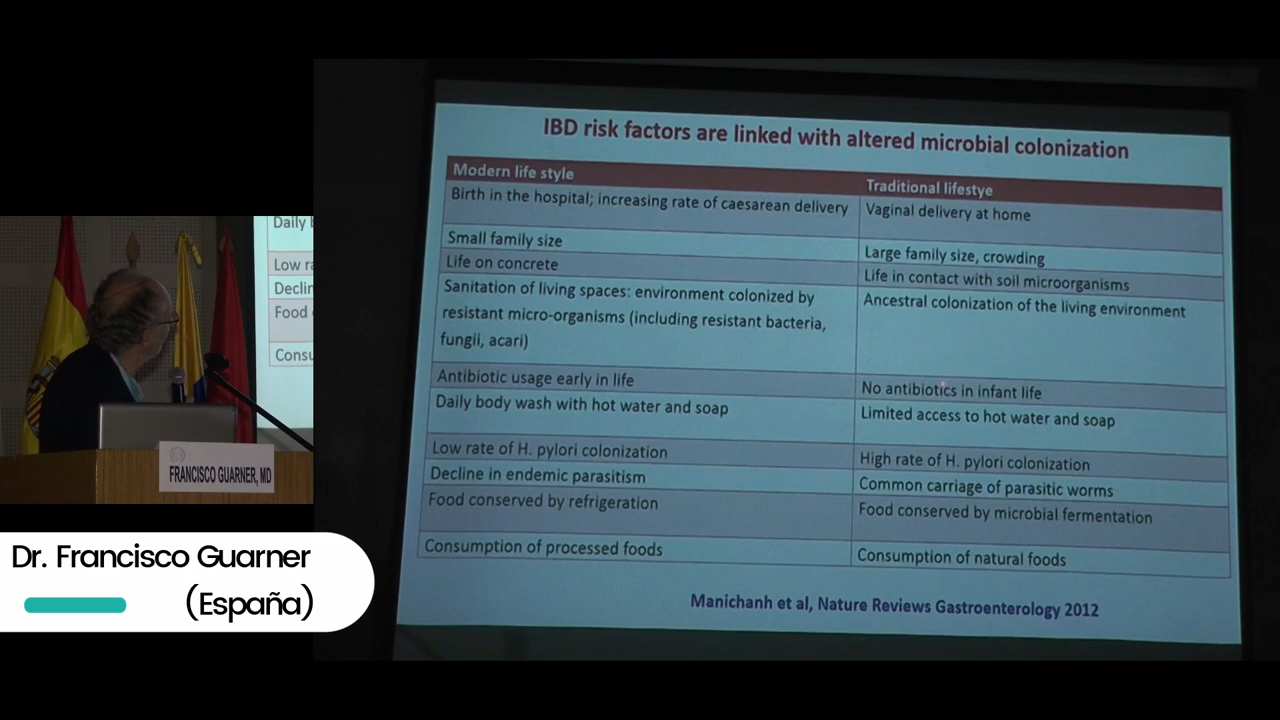 IBD risk factors are linked with altered microbial colonization
Modern life style
Traditional lifestye
Birth in the hospital; increasing rate of caesarean delivery
Vaginal delivery at home
Small family size
Large family size, crowding
Life on concrete
Life in contact with soil microorganisms
Sanitation of living spaces: environment colonized by
resistant micro-organisms (including resistant bacteria,
fungii, acari)
Ancestral colonization of the living environment
Antibiotic usage early in life
No antibiotics in infant life
Daily body wash with hot water and soap
Limited access to hot water and soap
Low rate of H. pylori colonization
High rate of H. pylori colonization
Decline in endemic parasitism
Common carriage of parasitic worms
Food conserved by refrigeration
Food conserved by microbial fermentation
Consumption of processed foods
Consumption of natural foods
Manichanh et al, Nature Reviews Gastroenterology 2012
Daily
Low ra
Declin
Food
Consu
FRANCISCO GUARNER, MD
Dr. Francisco Guarner
(España)